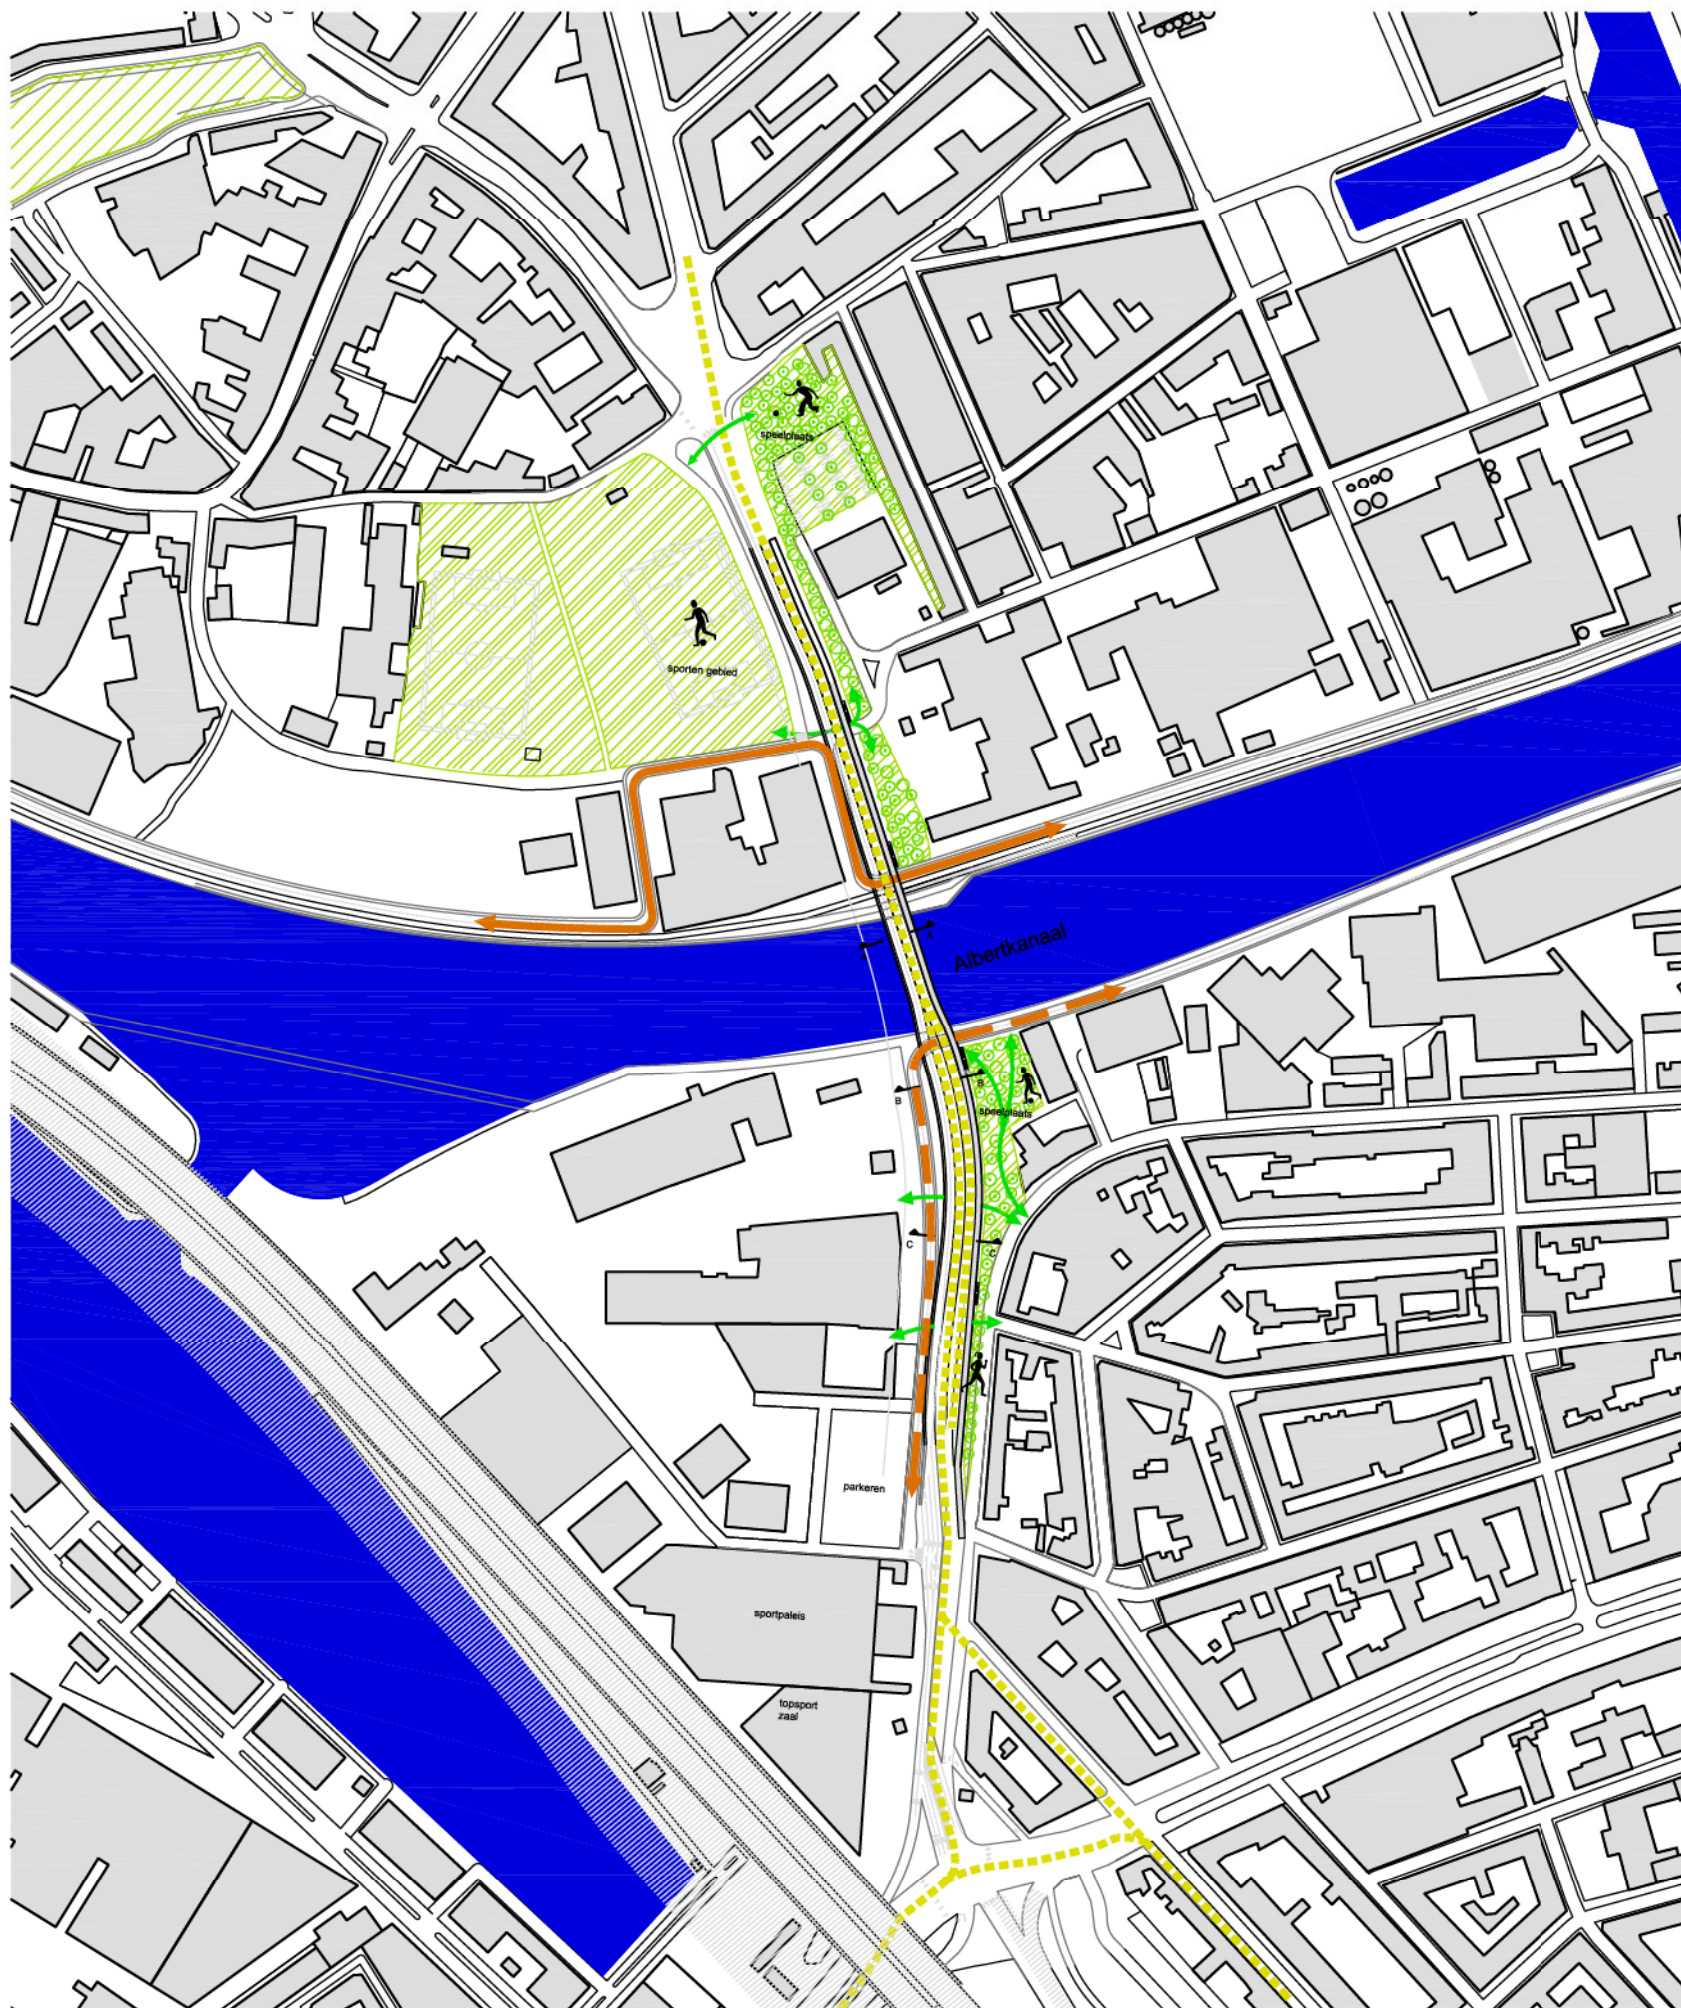 speelplaats
sporten gebied
A
A
Albertkanaal
B
B
speelplaats
C
C
parkeren
sportpaleis
topsport
zaal